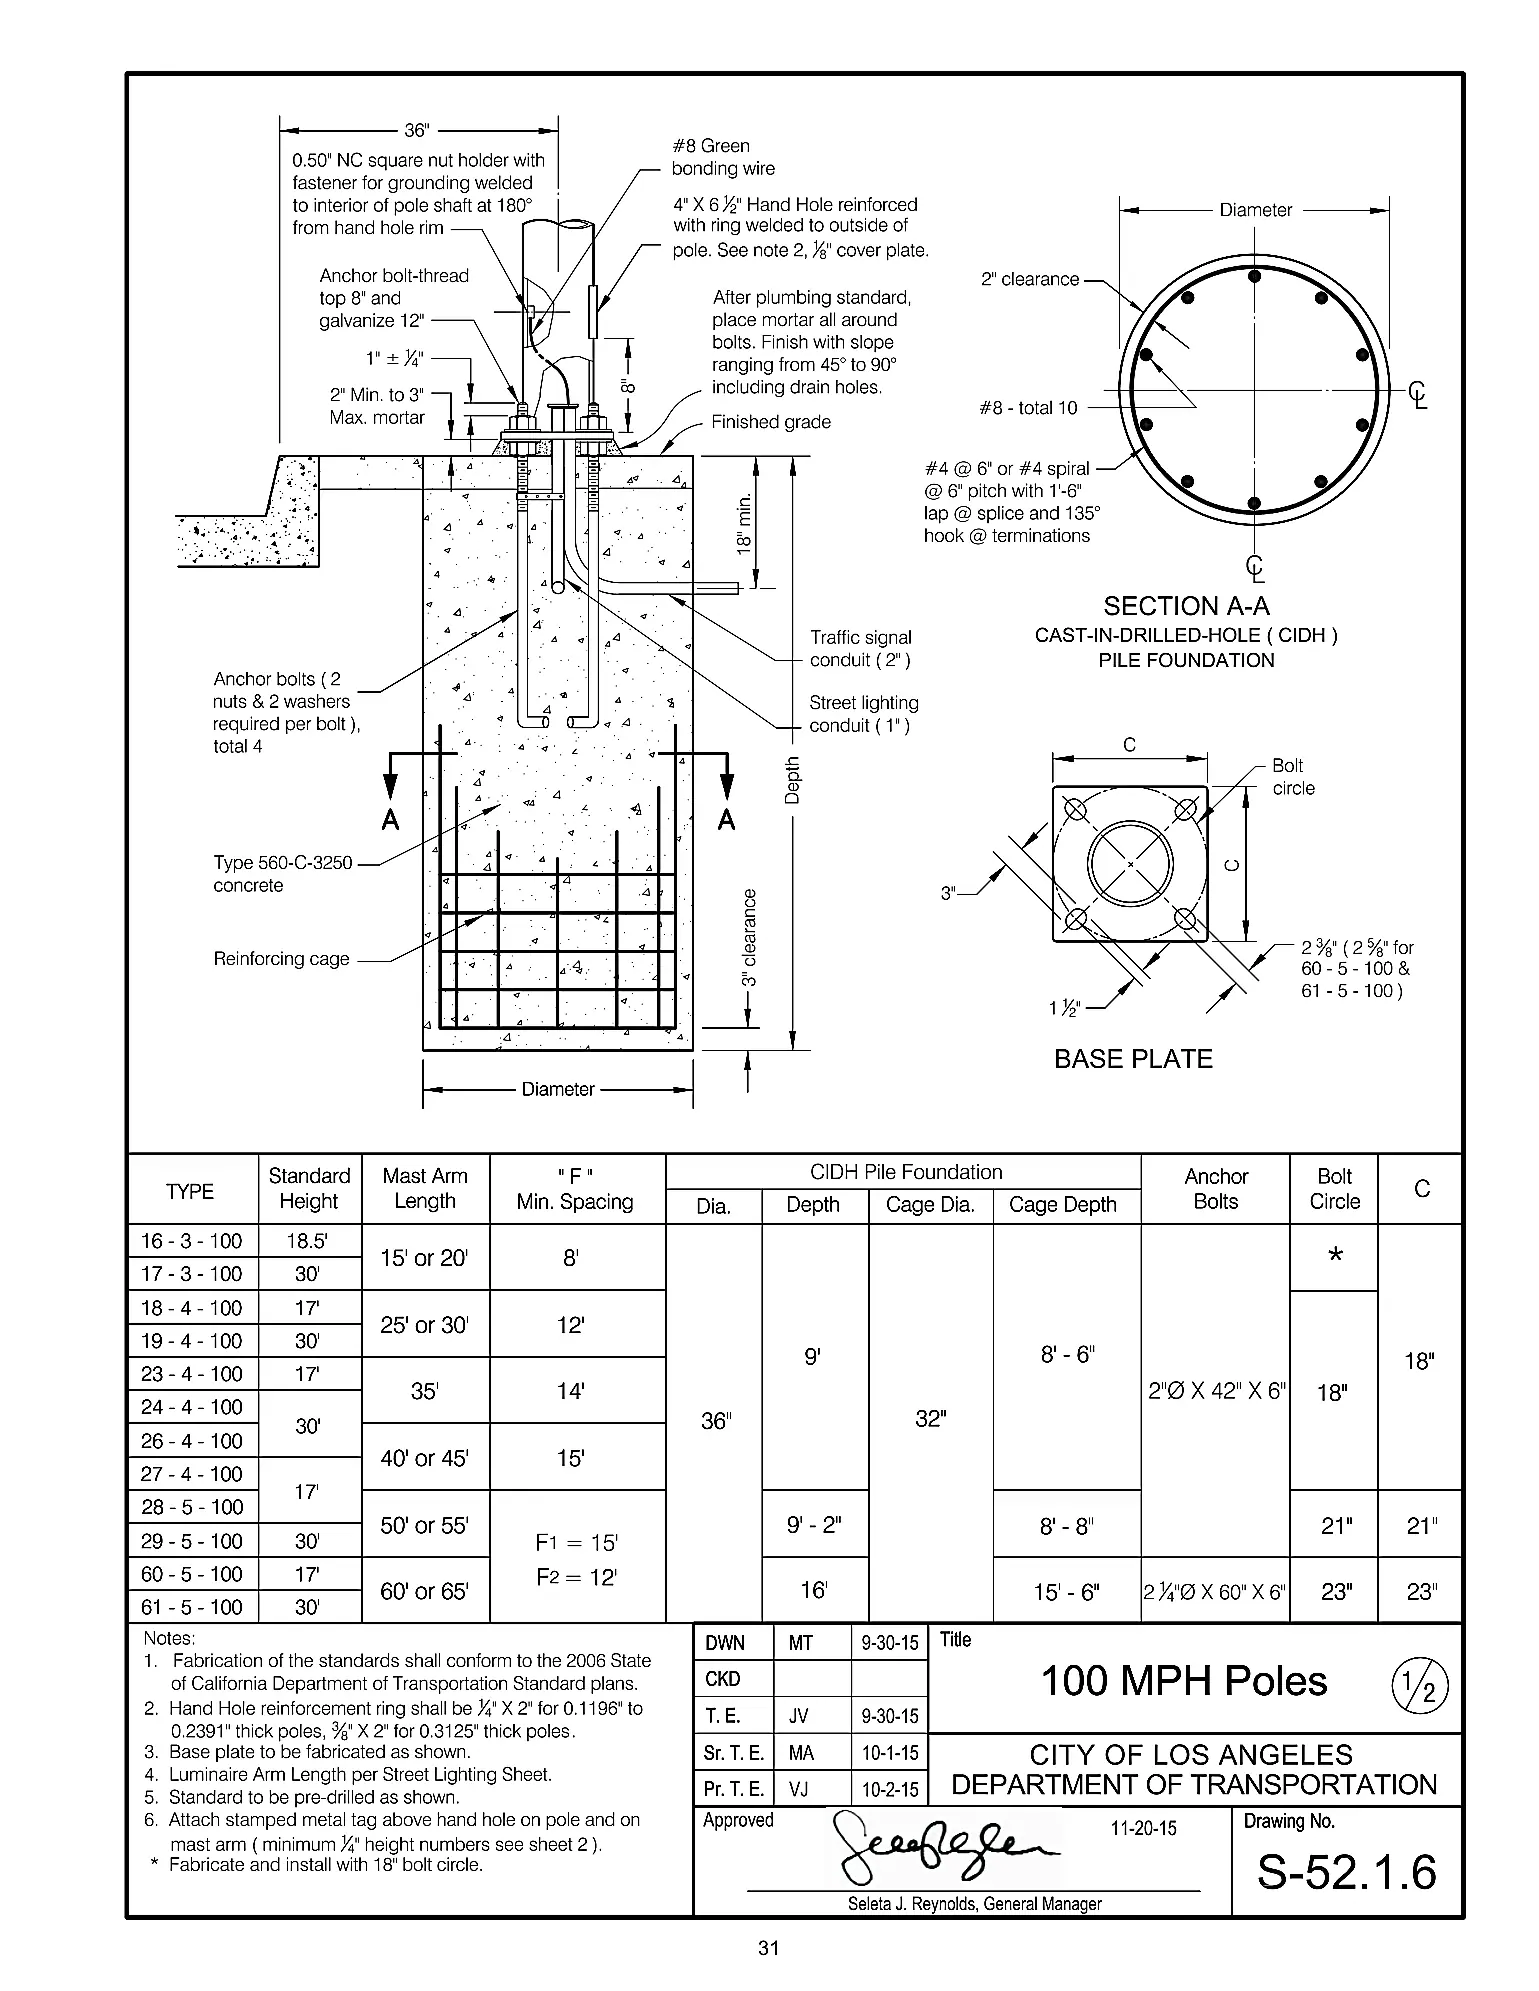 36"
0.50" NC square nut holder with
fastener for grounding welded
to interior of pole shaft at 180°
from hand hole rim
Anchor bolt-thread
top 8" and
galvanize 12"
1" ± ¼"
2" Min. to 3"
Max. mortar
#8 Green
bonding wire
4" X 6 ½" Hand Hole reinforced
with ring welded to outside of
pole. See note 2, ⅛" cover plate.
After plumbing standard,
place mortar all around
bolts. Finish with slope
ranging from 45° to 90°
including drain holes.
Finished grade
8"
18" min.
Traffic signal
conduit ( 2" )
Street lighting
conduit ( 1" )
Depth
Anchor bolts ( 2
nuts & 2 washers
required per bolt ),
total 4
A
A
Type 560-C-3250
concrete
Reinforcing cage
3" clearance
Diameter
Diameter
2" clearance
#8 - total 10
#4 @ 6" or #4 spiral
@ 6" pitch with 1'-6"
lap @ splice and 135°
hook @ terminations
℄
℄
SECTION A-A
CAST-IN-DRILLED-HOLE ( CIDH )
PILE FOUNDATION
C
Bolt
circle
C
3"
1 ½"
2 ⅜" ( 2 ⅝" for
60 - 5 - 100 &
61 - 5 - 100 )
BASE PLATE
TYPE
Standard
Height
Mast Arm
Length
" F "
Min. Spacing
CIDH Pile Foundation
Dia. Depth Cage Dia. Cage Depth
Anchor
Bolts
Bolt
Circle
C
16 - 3 - 100 18.5'
17 - 3 - 100 30'
15' or 20' 8' *
18 - 4 - 100 17'
19 - 4 - 100 30'
25' or 30' 12'
23 - 4 - 100 17'
24 - 4 - 100
35' 14'
30'
26 - 4 - 100
27 - 4 - 100
40' or 45' 15'
17'
28 - 5 - 100
29 - 5 - 100 30'
50' or 55'
60 - 5 - 100 17'
61 - 5 - 100 30'
60' or 65'
F1 = 15'
F2 = 12'
36"
9'
32"
8' - 6"
2"Ø X 42" X 6"
18"
18"
9' - 2" 8' - 8" 21" 21"
16' 15' - 6" 2 ¼"Ø X 60" X 6" 23" 23"
Notes:
1. Fabrication of the standards shall conform to the 2006 State
of California Department of Transportation Standard plans.
2. Hand Hole reinforcement ring shall be ¼" X 2" for 0.1196" to
0.2391" thick poles, ⅜" X 2" for 0.3125" thick poles.
3. Base plate to be fabricated as shown.
4. Luminaire Arm Length per Street Lighting Sheet.
5. Standard to be pre-drilled as shown.
6. Attach stamped metal tag above hand hole on pole and on
mast arm ( minimum ¼" height numbers see sheet 2 ).
* Fabricate and install with 18" bolt circle.
DWN MT 9-30-15
CKD
T. E. JV 9-30-15
Sr. T. E. MA 10-1-15
Pr. T. E. VJ 10-2-15
Title
100 MPH Poles
1/2
CITY OF LOS ANGELES
DEPARTMENT OF TRANSPORTATION
Approved
11-20-15
Seleta J. Reynolds, General Manager
Drawing No.
S-52.1.6
31